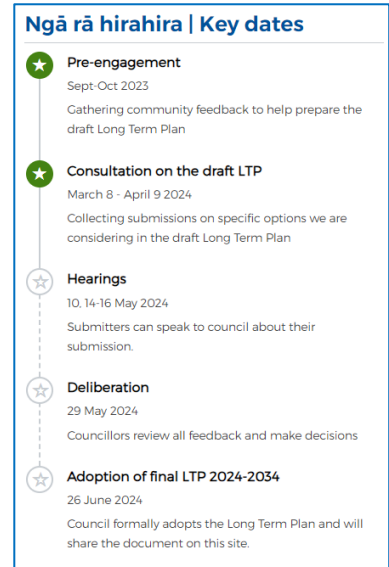 Ngā rā hirahira | Key dates
Pre-engagement
Sept-Oct 2023
Gathering community feedback to help prepare the
draft Long Term Plan
Consultation on the draft LTP
March 8 - April 9 2024
Collecting submissions on specific options we are
considering in the draft Long Term Plan
Hearings
10, 14-16 May 2024
Submitters can speak to council about their
submission.
Deliberation
29 May 2024
Councillors review all feedback and make decisions
Adoption of final LTP 2024-2034
26 June 2024
Council formally adopts the Long Term Plan and will
share the document on this site.